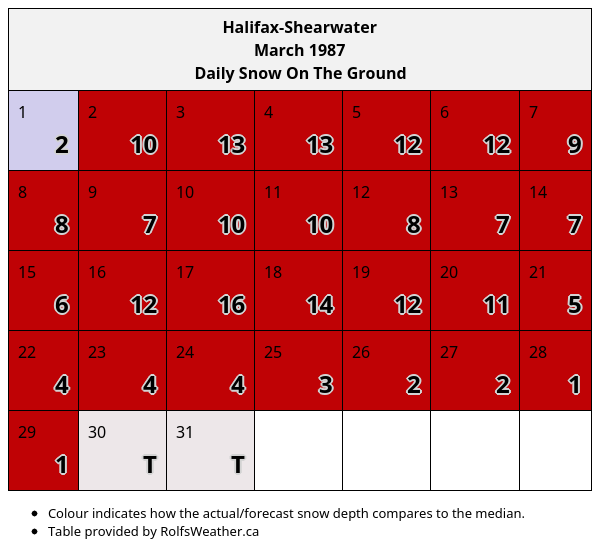 Halifax-Shearwater
March 1987
Daily Snow On The Ground
1 2 3 4 5 6 7
2 10 13 13 12 12 9
8 9 10 11 12 13 14
8 7 10 10 8 7 7
15 16 17 18 19 20 21
6 12 16 14 12 11 5
22 23 24 25 26 27 28
4 4 4 3 2 2 1
29 30 31
1 T T
• Colour indicates how the actual/forecast snow depth compares to the median.
• Table provided by RolfsWeather.ca